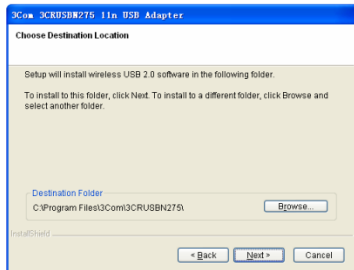 3Com 3CRUSBN275 11n USB Adapter
Choose Destination Location
Setup will install wireless USB 2.0 software in the following folder.
To install to this folder, click Next. To install to a different folder, click Browse and
select another folder.
Destination Folder
C:\Program Files\3Com\3CRUSBN275\
Browse...
InstallShield
< Back
Next >
Cancel